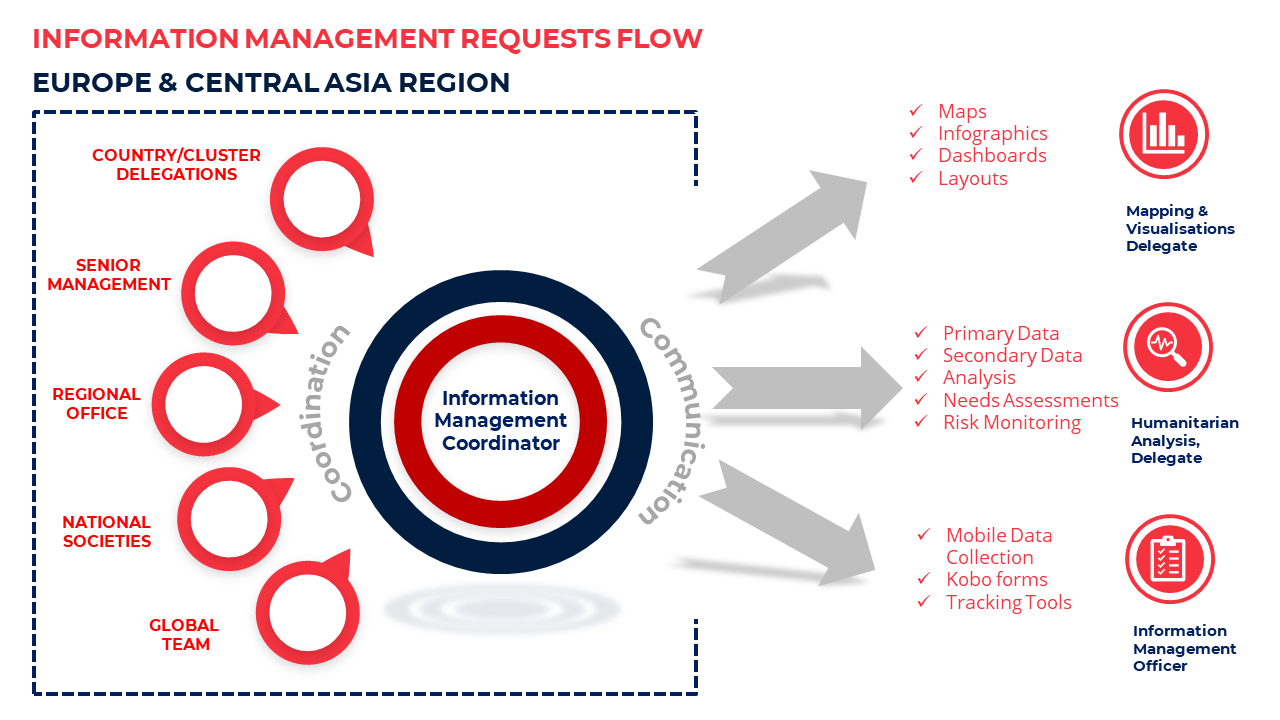 INFORMATION MANAGEMENT REQUESTS FLOW
EUROPE & CENTRAL ASIA REGION
COUNTRY/CLUSTER
DELEGATIONS
SENIOR
MANAGEMENT
REGIONAL
OFFICE
NATIONAL
SOCIETIES
GLOBAL
TEAM
Coordination
Information
Management
Coordinator
Communication
Maps
Infographics
Dashboards
Layouts
Mapping &
Visualisations
Delegate
Primary Data
Secondary Data
Analysis
Needs Assessments
Risk Monitoring
Humanitarian
Analysis,
Delegate
Mobile Data
Collection
Kobo forms
Tracking Tools
Information
Management
Officer